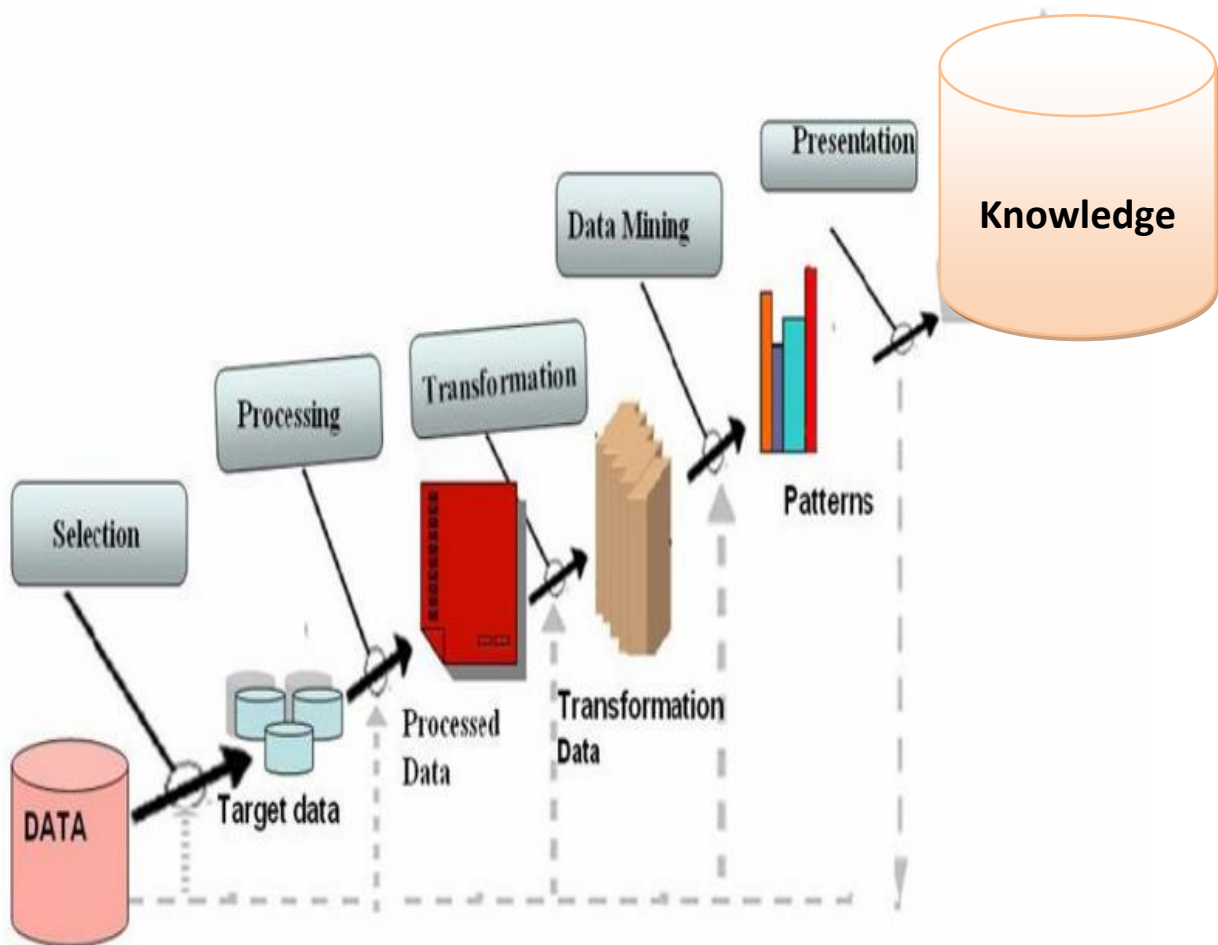 Knowledge
Presentation
Data Mining
Transformation
Processing
Selection
Patterns
Transformation
Data
Processed
Data
Target data
DATA